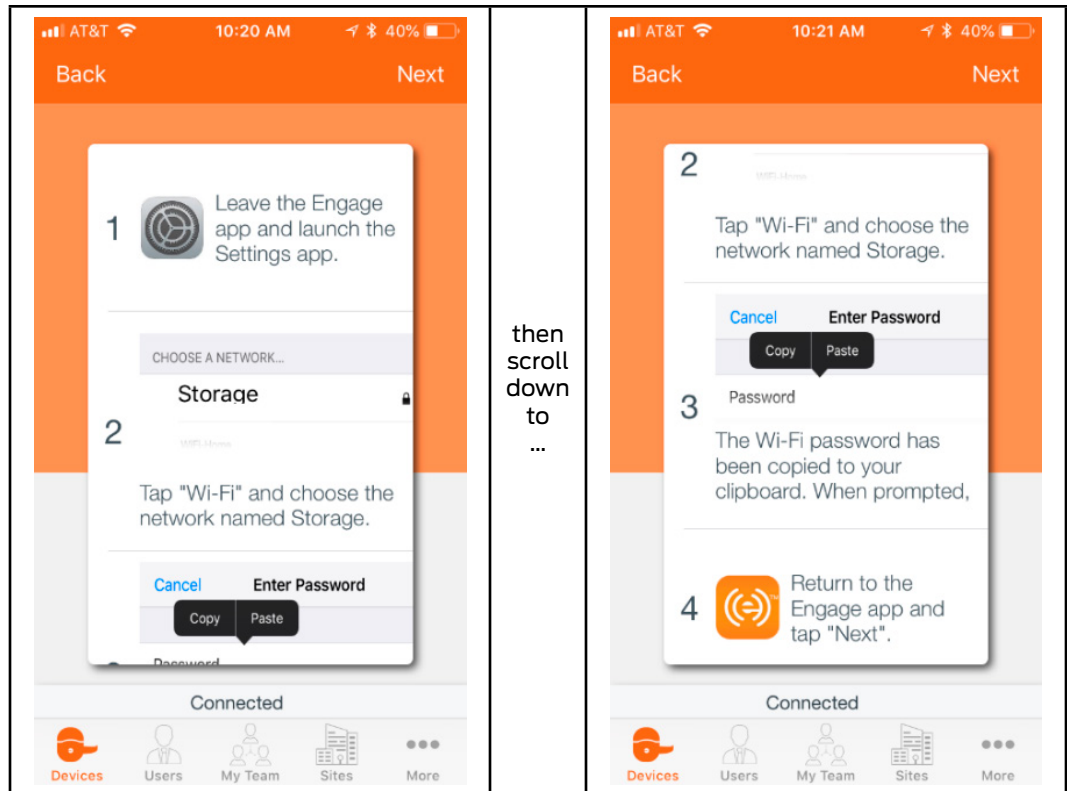 AT&T 10:20 AM 40%
Back Next
1
Leave the Engage
app and launch the
Settings app.
CHOOSE A NETWORK...
Storage
2
WiFi-Home
Tap "Wi-Fi" and choose the
network named Storage.
Cancel Enter Password
Copy Paste
Password
Connected
Devices Users My Team Sites More
then
scroll
down
to
...
AT&T 10:21 AM 40%
Back Next
2
WiFi-Home
Tap "Wi-Fi" and choose the
network named Storage.
Cancel Enter Password
Copy Paste
3
Password
The Wi-Fi password has
been copied to your
clipboard. When prompted,
4
Return to the
Engage app and
tap "Next".
Connected
Devices Users My Team Sites More